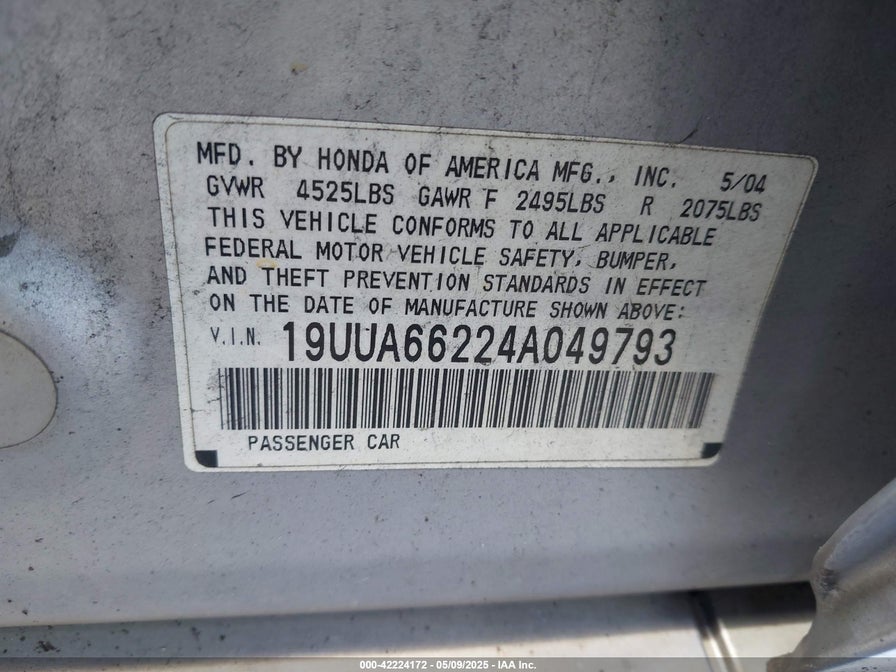 MFD. BY HONDA OF AMERICA MFG., INC. 5/04
GVWR 4525LBS GAWR F 2495LBS R 2075LBS
THIS VEHICLE CONFORMS TO ALL APPLICABLE
FEDERAL MOTOR VEHICLE SAFETY, BUMPER,
AND THEFT PREVENTION STANDARDS IN EFFECT
ON THE DATE OF MANUFACTURE SHOWN ABOVE:
V.I.N. 19UUA66224A049793
PASSENGER CAR
000-42224172 — 05/09/2025 — IAA Inc.